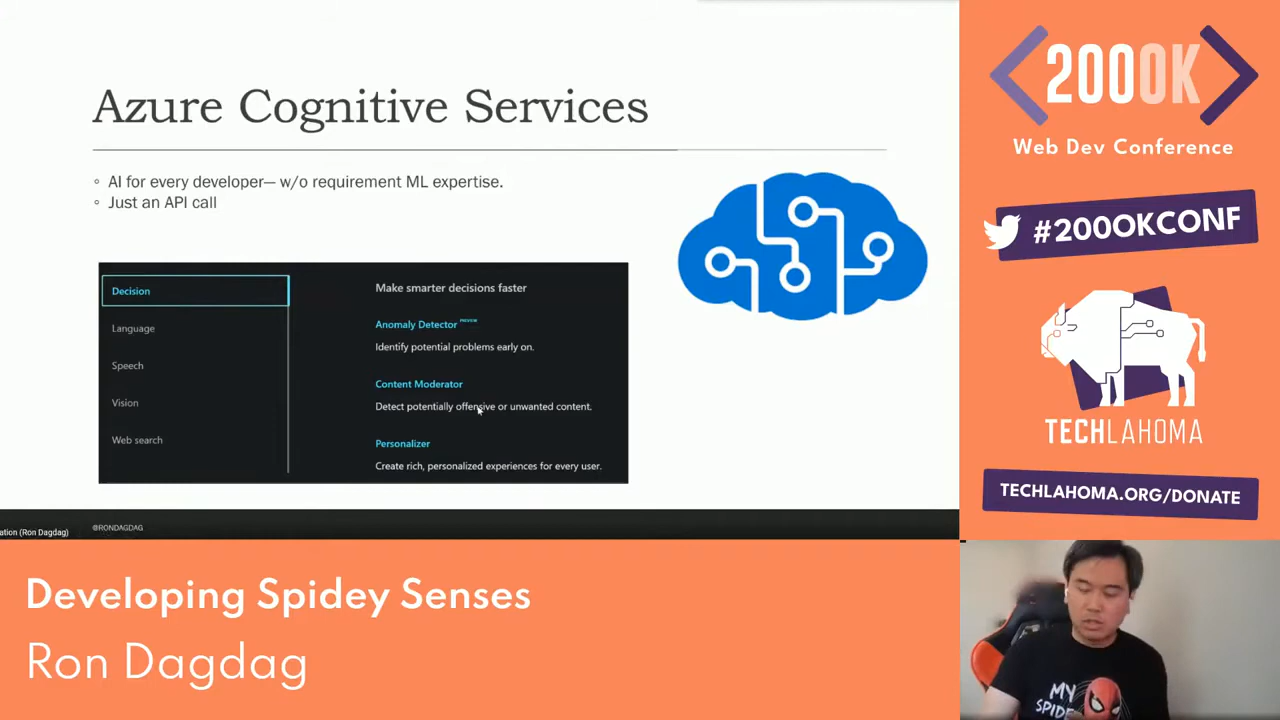 Azure Cognitive Services
◦ AI for every developer— w/o requirement ML expertise.
◦ Just an API call
Decision
Language
Speech
Vision
Web search
Make smarter decisions faster
Anomaly Detector PREVIEW
Identify potential problems early on.
Content Moderator
Detect potentially offensive or unwanted content.
Personalizer
Create rich, personalized experiences for every user.
ation (Ron Dagdag)
@RONDAGDAG
200OK
Web Dev Conference
#200OKCONF
TECHLAHOMA
TECHLAHOMA.ORG/DONATE
Developing Spidey Senses
Ron Dagdag
MY
SPIDE